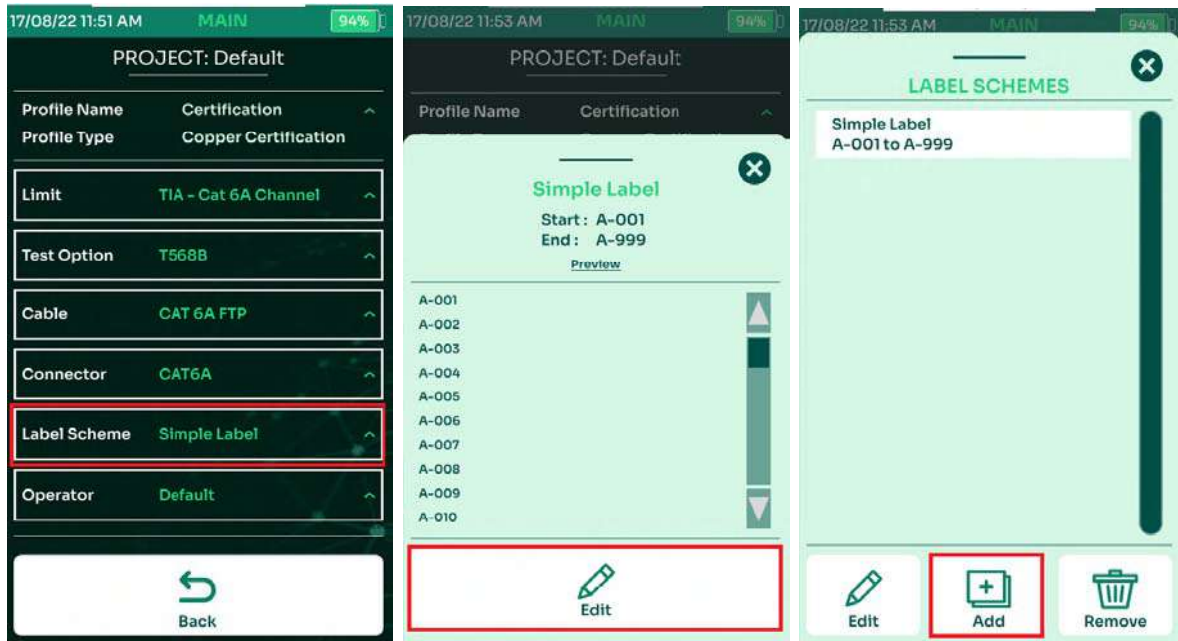 17/08/22 11:51 AM MAIN 94%
PROJECT: Default
Profile Name Certification
Profile Type Copper Certification
Limit TIA - Cat 6A Channel
Test Option T568B
Cable CAT 6A FTP
Connector CAT6A
Label Scheme Simple Label
Operator Default
Back
17/08/22 11:53 AM MAIN 94%
PROJECT: Default
Profile Name Certification
Simple Label
Start: A-001
End: A-999
Preview
A-001
A-002
A-003
A-004
A-005
A-006
A-007
A-008
A-009
A-010
Edit
17/08/22 11:53 AM MAIN 94%
LABEL SCHEMES
Simple Label
A-001 to A-999
Edit Add Remove